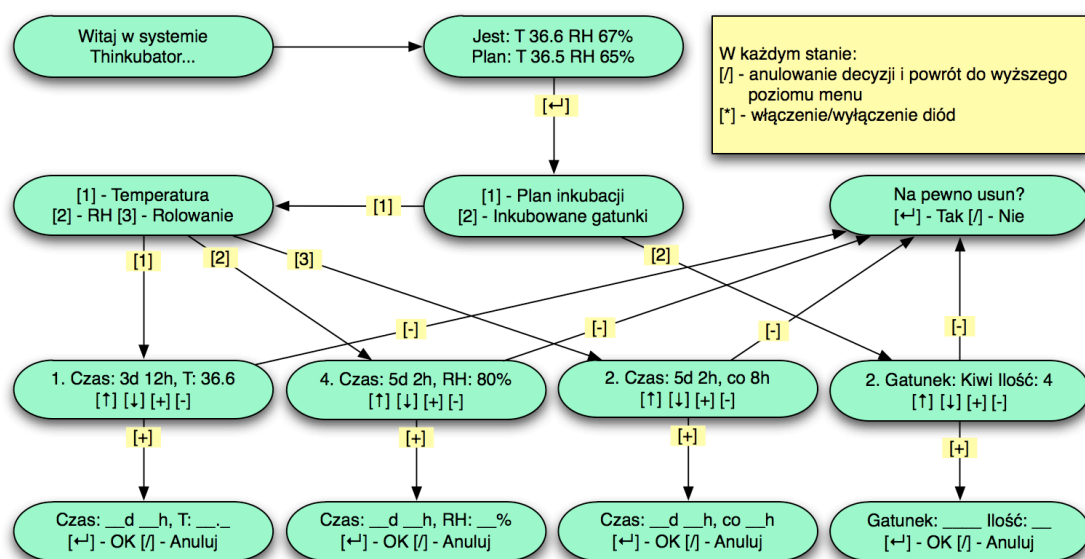 Witaj w systemie
Thinkubator...
Jest: T 36.6 RH 67%
Plan: T 36.5 RH 65%
W każdym stanie:
[/] - anulowanie decyzji i powrót do wyższego
poziomu menu
[*] - włączenie/wyłączenie diód
[↵]
[1] - Temperatura
[2] - RH [3] - Rolowanie
[1]
[1] - Plan inkubacji
[2] - Inkubowane gatunki
Na pewno usun?
[↵] - Tak [/] - Nie
[1]
[2]
[3]
[2]
[-]
[-]
[-]
[-]
1. Czas: 3d 12h, T: 36.6
[↑] [↓] [+] [-]
4. Czas: 5d 2h, RH: 80%
[↑] [↓] [+] [-]
2. Czas: 5d 2h, co 8h
[↑] [↓] [+] [-]
2. Gatunek: Kiwi Ilość: 4
[↑] [↓] [+] [-]
[+]
[+]
[+]
[+]
Czas: __d __h, T: __._
[↵] - OK [/] - Anuluj
Czas: __d __h, RH: __%
[↵] - OK [/] - Anuluj
Czas: __d __h, co __h
[↵] - OK [/] - Anuluj
Gatunek: ____ Ilość: __
[↵] - OK [/] - Anuluj